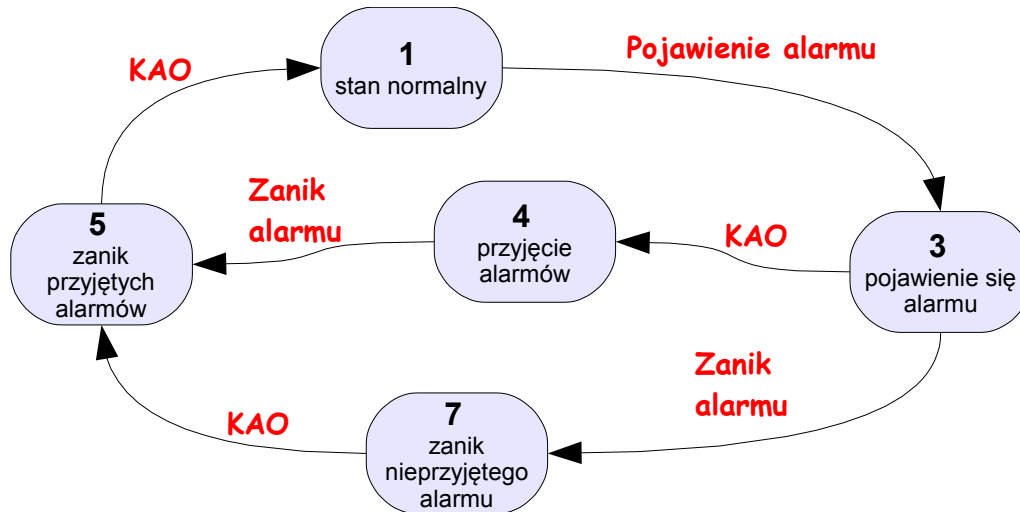 1
stan normalny
Pojawienie alarmu
KAO
Zanik
alarmu
5
zanik
przyjętych
alarmów
4
przyjęcie
alarmów
KAO
3
pojawienie się
alarmu
Zanik
alarmu
KAO
7
zanik
nieprzyjętego
alarmu